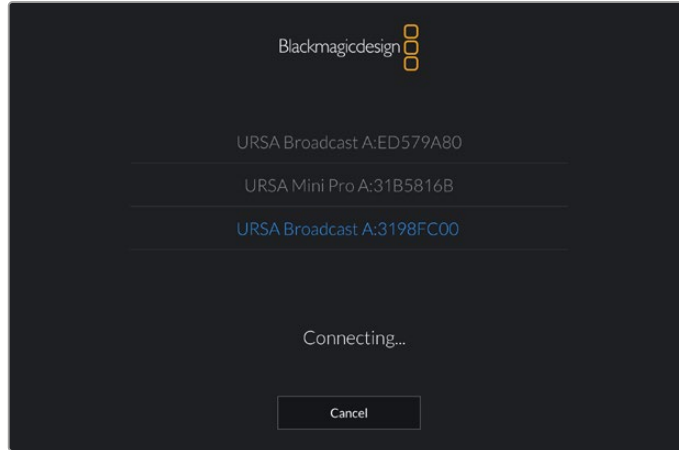 Blackmagicdesign
URSA Broadcast A:ED579A80
URSA Mini Pro A:31B5816B
URSA Broadcast A:3198FC00
Connecting...
Cancel